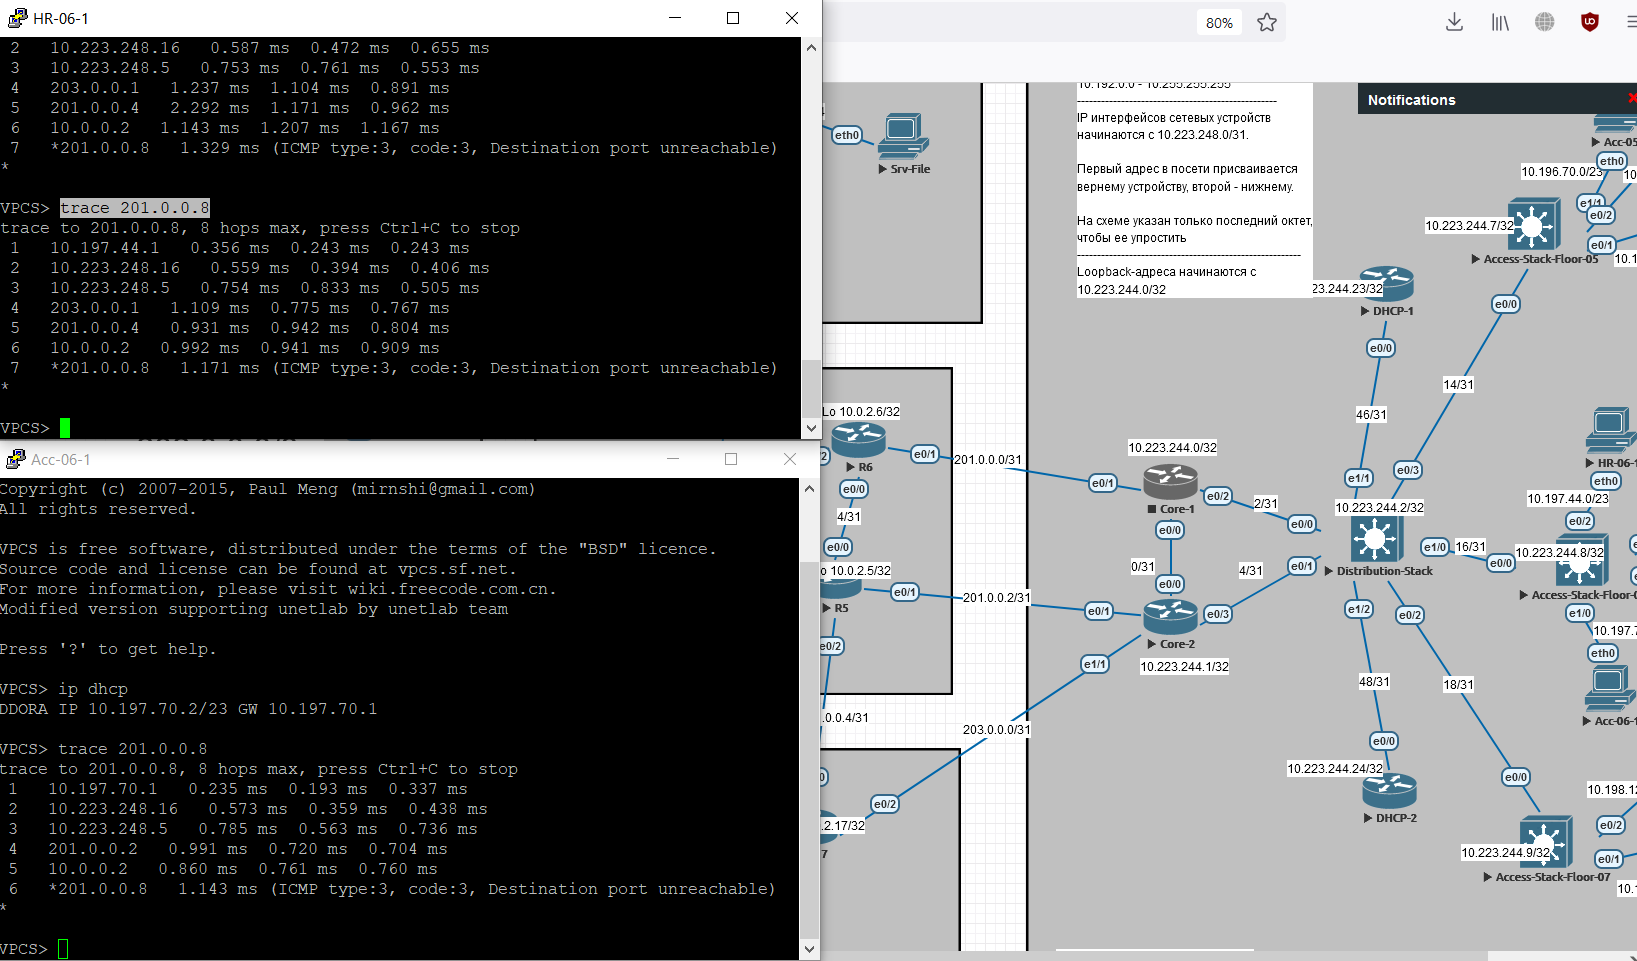 HR-06-1
2 10.223.248.16 0.587 ms 0.472 ms 0.655 ms
3 10.223.248.5 0.753 ms 0.761 ms 0.553 ms
4 203.0.0.1 1.237 ms 1.104 ms 0.891 ms
5 201.0.0.4 2.292 ms 1.171 ms 0.962 ms
6 10.0.0.2 1.143 ms 1.207 ms 1.167 ms
7 *201.0.0.8 1.329 ms (ICMP type:3, code:3, Destination port unreachable)
*
VPCS> trace 201.0.0.8
trace to 201.0.0.8, 8 hops max, press Ctrl+C to stop
1 10.197.44.1 0.356 ms 0.243 ms 0.243 ms
2 10.223.248.16 0.559 ms 0.394 ms 0.406 ms
3 10.223.248.5 0.754 ms 0.833 ms 0.505 ms
4 203.0.0.1 1.109 ms 0.775 ms 0.767 ms
5 201.0.0.4 0.931 ms 0.942 ms 0.804 ms
6 10.0.0.2 0.992 ms 0.941 ms 0.909 ms
7 *201.0.0.8 1.171 ms (ICMP type:3, code:3, Destination port unreachable)
*
VPCS>
Acc-06-1
Copyright (c) 2007-2015, Paul Meng (mirnshi@gmail.com)
All rights reserved.
VPCS is free software, distributed under the terms of the "BSD" licence.
Source code and license can be found at vpcs.sf.net.
For more information, please visit wiki.freecode.com.cn.
Modified version supporting unetlab by unetlab team
Press '?' to get help.
VPCS> ip dhcp
DDORA IP 10.197.70.2/23 GW 10.197.70.1
VPCS> trace 201.0.0.8
trace to 201.0.0.8, 8 hops max, press Ctrl+C to stop
1 10.197.70.1 0.235 ms 0.193 ms 0.337 ms
2 10.223.248.16 0.573 ms 0.359 ms 0.438 ms
3 10.223.248.5 0.785 ms 0.563 ms 0.736 ms
4 201.0.0.2 0.991 ms 0.720 ms 0.704 ms
5 10.0.0.2 0.860 ms 0.761 ms 0.760 ms
6 *201.0.0.8 1.143 ms (ICMP type:3, code:3, Destination port unreachable)
*
VPCS>
80%
10.192.0.0 - 10.255.255.255
IP интерфейсов сетевых устройств
начинаются с 10.223.248.0/31.
Первый адрес в посети присваивается
вернему устройству, второй - нижнему.
На схеме указан только последний октет,
чтобы ее упростить
Loopback-адреса начинаются с
10.223.244.0/32
Notifications
eth0
Srv-File
Acc-05
eth0
10.196.70.0/23
10.
e1/1
e0/2
10.223.244.7/32
e0/1
Access-Stack-Floor-05
10.1
e0/0
23.244.23/32
DHCP-1
e0/0
14/31
46/31
Lo 10.0.2.6/32
R6
e0/1
201.0.0.0/31
e0/1
10.223.244.0/32
Core-1
e0/2
2/31
e0/0
e1/1
e0/3
10.223.244.2/32
HR-06-1
eth0
10.197.44.0/23
e0/2
e0/0
4/31
e0/0
e0/0
0/31
e0/0
4/31
e0/1
Distribution-Stack
e1/0
16/31
e0/0
10.223.244.8/32
Access-Stack-Floor-0
e1/0
10.197.7
eth0
o 10.0.2.5/32
R5
e0/1
201.0.0.2/31
e0/1
Core-2
e0/3
e1/1
10.223.244.1/32
e1/2
e0/2
e0/2
.0.0.4/31
203.0.0.0/31
48/31
18/31
Acc-06-1
e0/0
10.223.244.24/32
DHCP-2
e0/0
10.198.12
e0/2
10.223.244.9/32
e0/1
Access-Stack-Floor-07
10.1
e0/2
.2.17/32
7